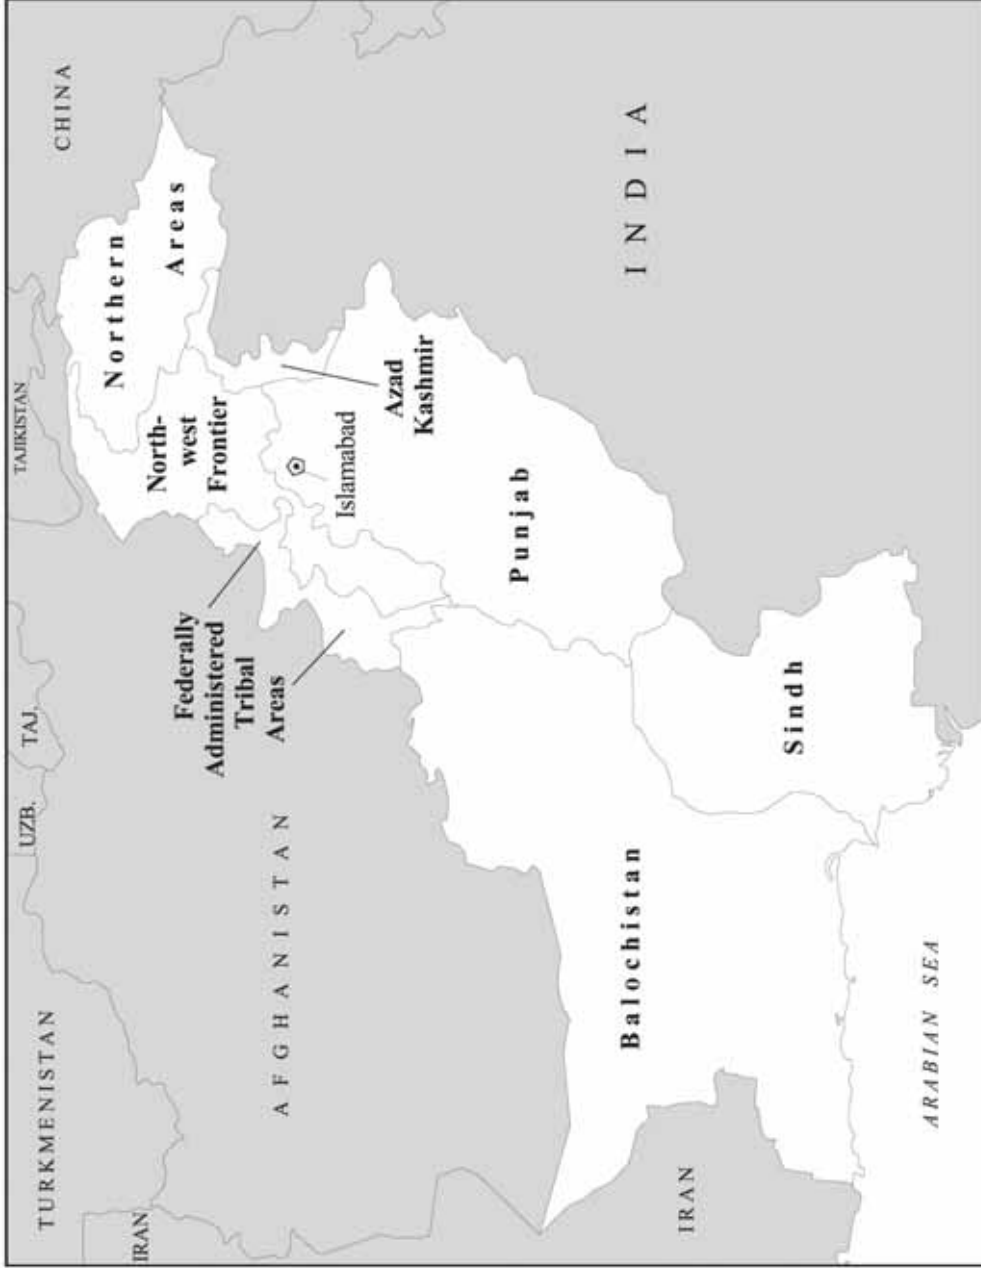 TURKMENISTAN
UZB.
TAJ.
TAJIKISTAN
CHINA
IRAN
Northern
Areas
North-
west
Frontier
Federally
Administered
Tribal
Areas
Islamabad
Azad
Kashmir
AFGHANISTAN
Punjab
INDIA
Balochistan
Sindh
IRAN
ARABIAN SEA